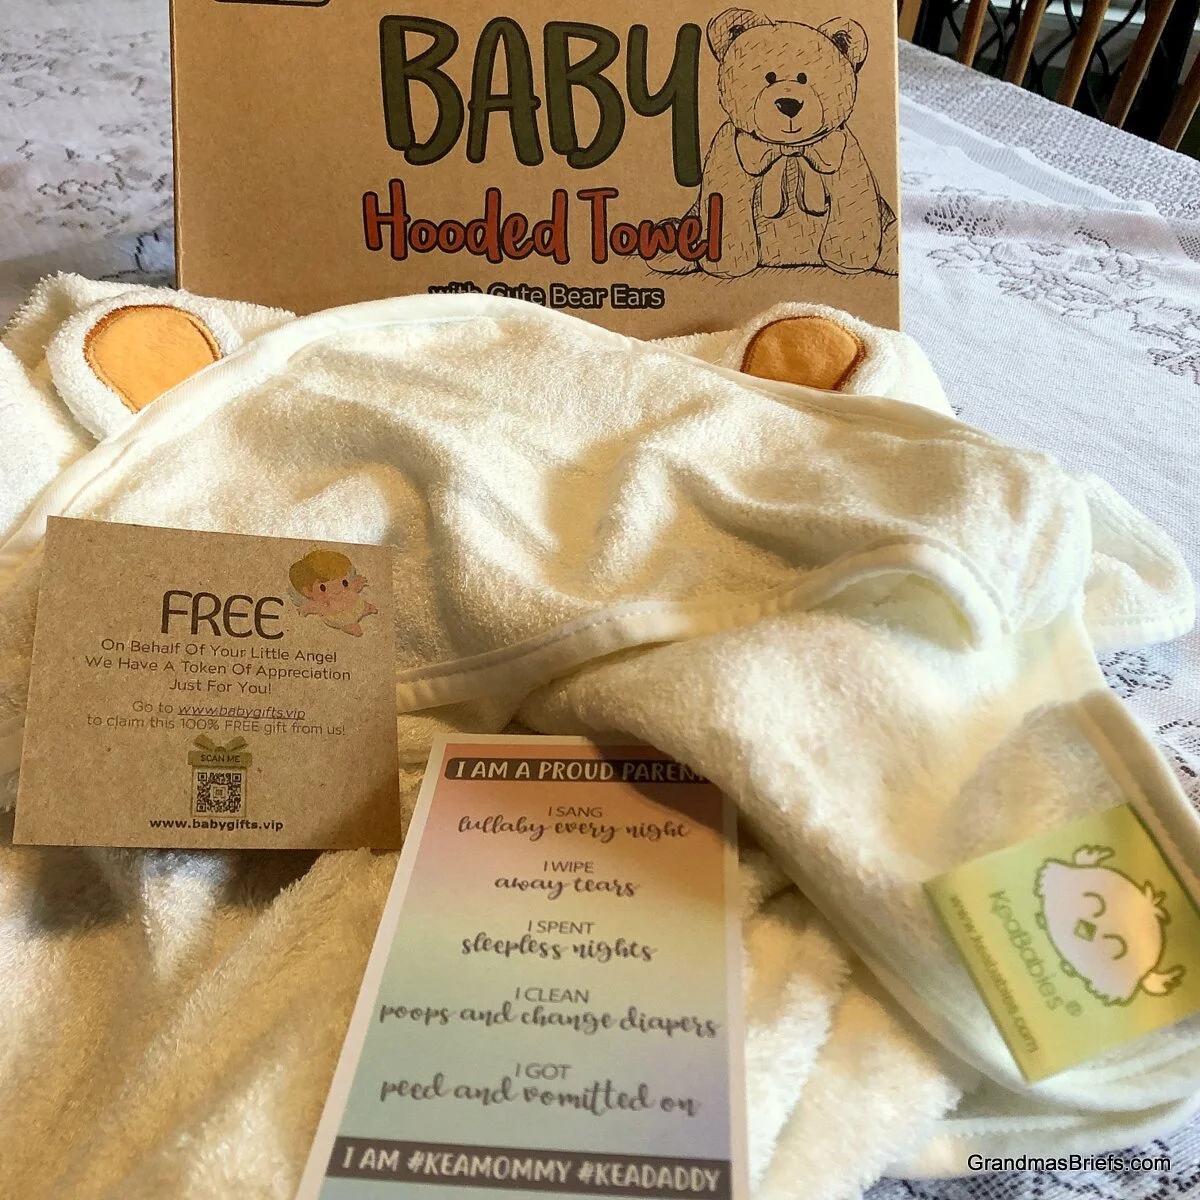 BABY
Hooded Towel
with Cute Bear Ears
FREE
On Behalf Of Your Little Angel
We Have A Token Of Appreciation
Just For You!
Go to www.babygifts.vip
to claim this 100% FREE gift from us!
SCAN ME
www.babygifts.vip
I AM A PROUD PARENT
I SANG
lullaby every night
I WIPE
away tears
I SPENT
sleepless nights
I CLEAN
poops and change diapers
I GOT
peed and vomitted on
I AM #KEAMOMMY #KEADADDY
KeaBabies®
www.keababies.com
GrandmasBriefs.com